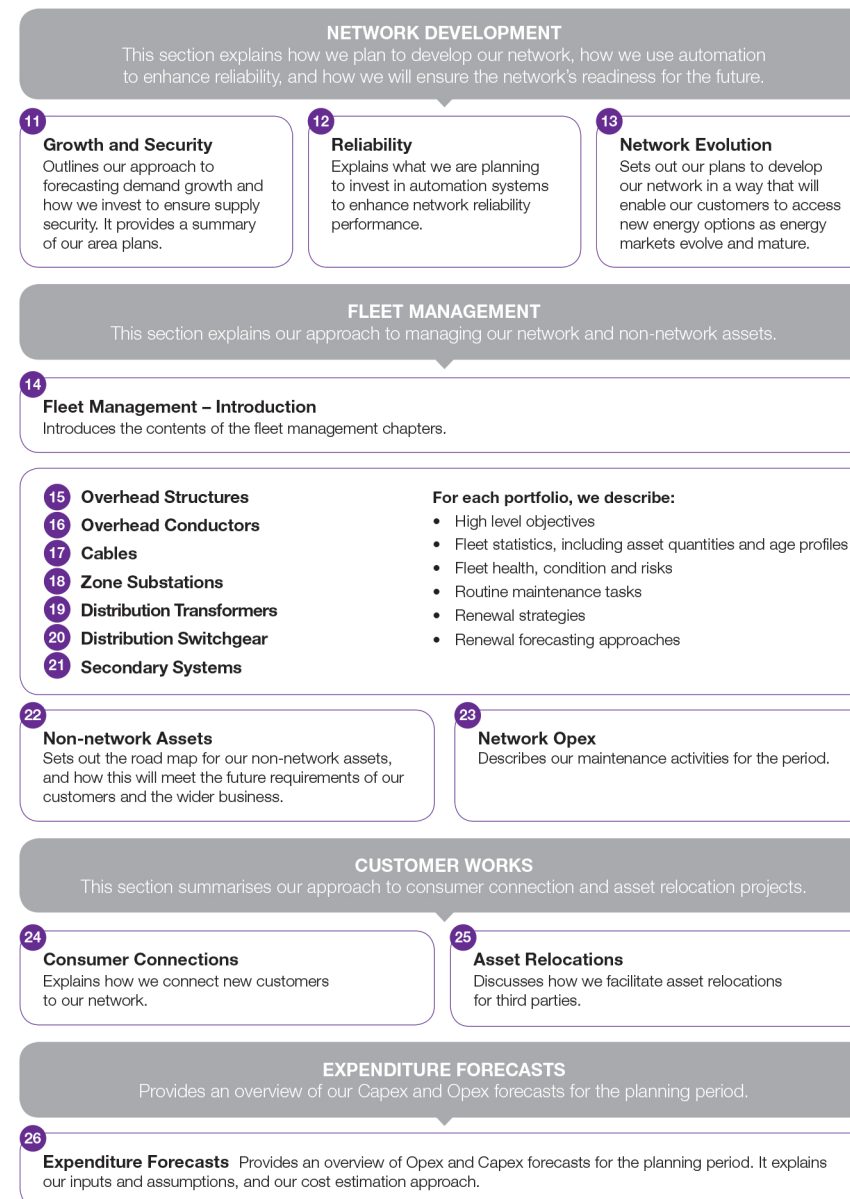 NETWORK DEVELOPMENT
This section explains how we plan to develop our network, how we use automation
to enhance reliability, and how we will ensure the network’s readiness for the future.
11
Growth and Security
Outlines our approach to
forecasting demand growth and
how we invest to ensure supply
security. It provides a summary
of our area plans.
12
Reliability
Explains what we are planning
to invest in automation systems
to enhance network reliability
performance.
13
Network Evolution
Sets out our plans to develop
our network in a way that will
enable our customers to access
new energy options as energy
markets evolve and mature.
FLEET MANAGEMENT
This section explains our approach to managing our network and non-network assets.
14
Fleet Management – Introduction
Introduces the contents of the fleet management chapters.
15 Overhead Structures
16 Overhead Conductors
17 Cables
18 Zone Substations
19 Distribution Transformers
20 Distribution Switchgear
21 Secondary Systems
For each portfolio, we describe:
• High level objectives
• Fleet statistics, including asset quantities and age profiles
• Fleet health, condition and risks
• Routine maintenance tasks
• Renewal strategies
• Renewal forecasting approaches
22
Non-network Assets
Sets out the road map for our non-network assets,
and how this will meet the future requirements of our
customers and the wider business.
23
Network Opex
Describes our maintenance activities for the period.
CUSTOMER WORKS
This section summarises our approach to consumer connection and asset relocation projects.
24
Consumer Connections
Explains how we connect new customers
to our network.
25
Asset Relocations
Discusses how we facilitate asset relocations
for third parties.
EXPENDITURE FORECASTS
Provides an overview of our Capex and Opex forecasts for the planning period.
26
Expenditure Forecasts Provides an overview of Opex and Capex forecasts for the planning period. It explains
our inputs and assumptions, and our cost estimation approach.